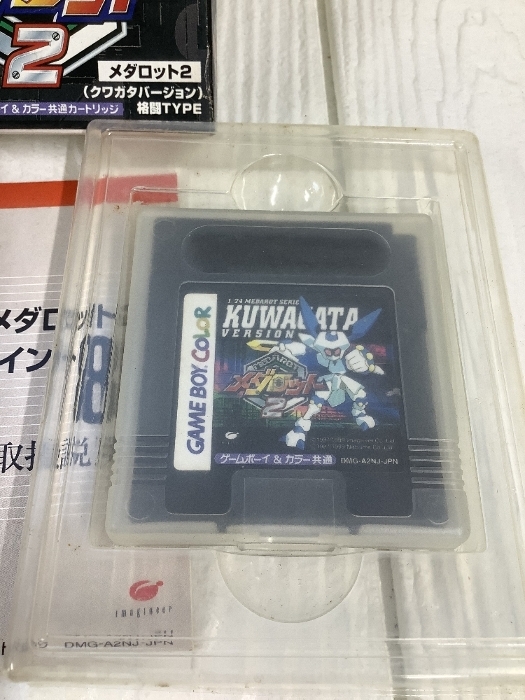 2
メダロット2
(クワガタバージョン)
イ & カラー共通カートリッジ 格闘TYPE
1/24 MEDAROT SERIE
KUWAGATA
VERSION
GAME BOY COLOR
メダロット
2
ゲームボーイ & カラー共通 DMG-A2NJ-JPN
メダロット
イン
取扱説
imagineer
DMG-A2NJ-JPN